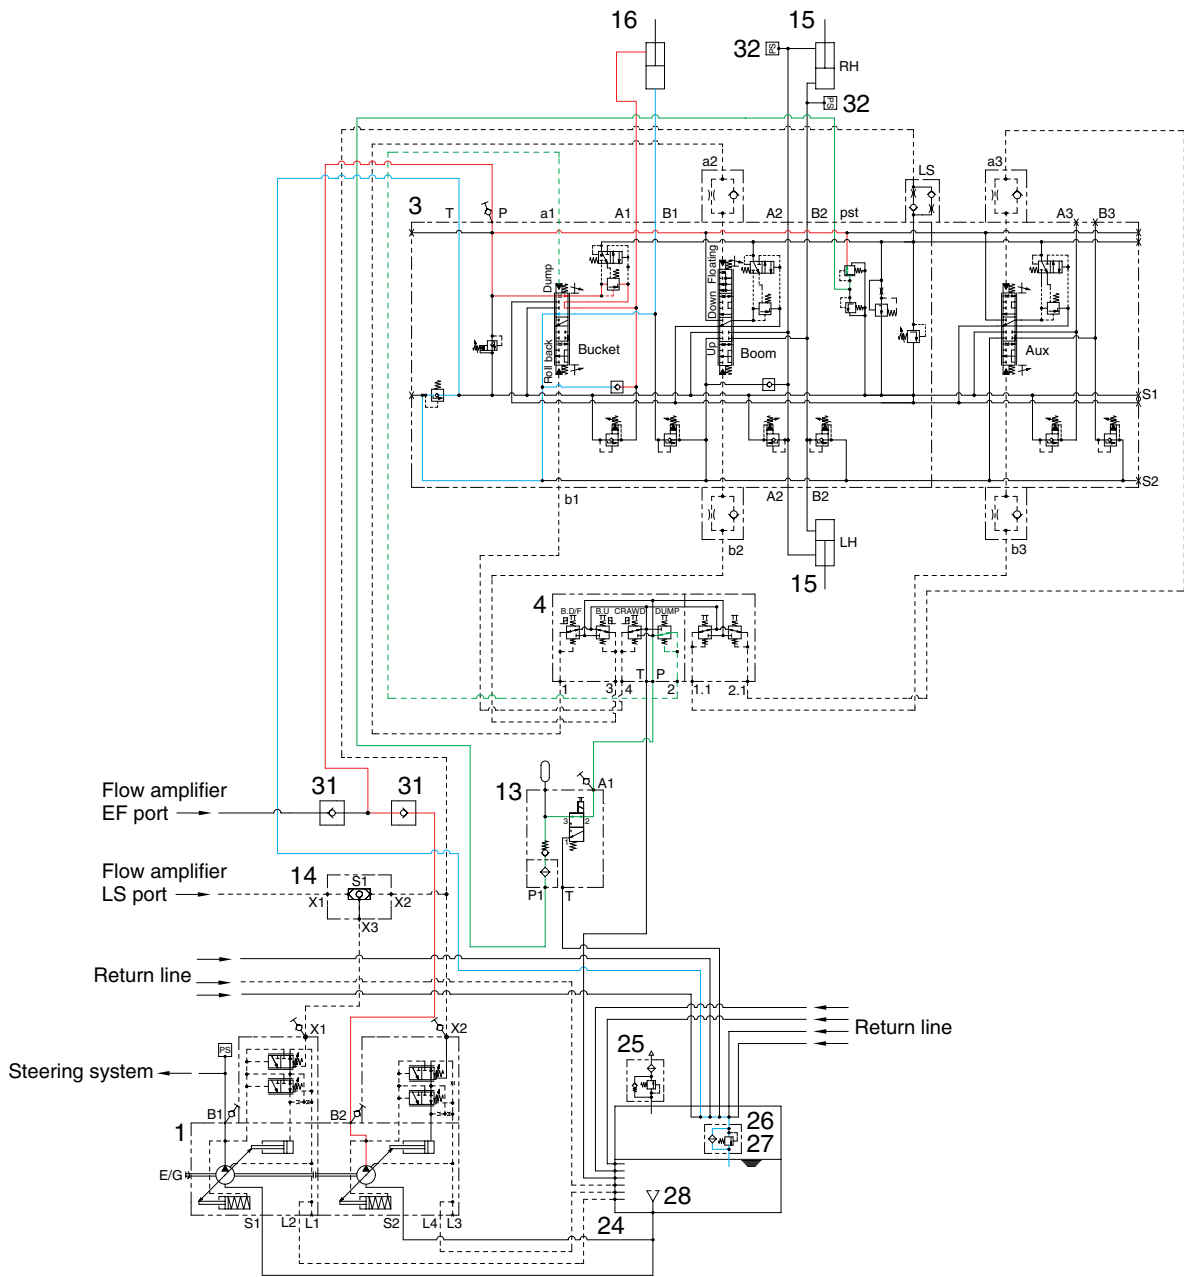 16
15
32
PS
RH
PS
32
a2
a3
LS
3
T
P
a1
A1
B1
A2
B2
pst
A3
B3
Dump
Roll back
Bucket
Floating
Down
Up
Boom
Aux
S1
S2
b1
A2
B2
b2
b3
LH
15
4
B.D/F
B.U
CRAWD
DUMP
T
P
1
3
4
2
1.1
2.1
31
31
Flow amplifier
EF port
13
A1
3
2
1
P1
T
Flow amplifier
LS port
14
S1
X1
X2
X3
Return line
Return line
X1
X2
PS
25
Steering system
B1
B2
1
26
27
E/G
28
S1
L2
L1
S2
L4
L3
24